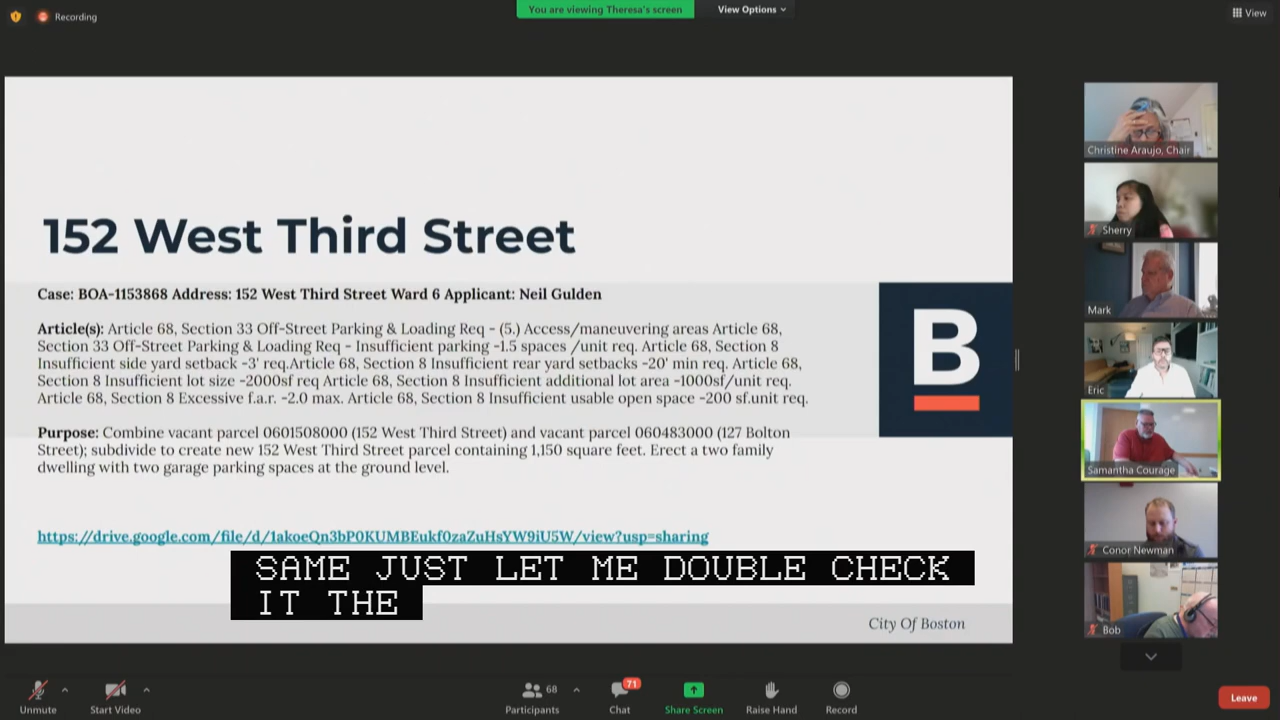 Recording
You are viewing Theresa's screen
View Options
View
152 West Third Street
Case: BOA-1153868 Address: 152 West Third Street Ward 6 Applicant: Neil Gulden
Article(s): Article 68, Section 33 Off-Street Parking & Loading Req - (5.) Access/maneuvering areas Article 68,
Section 33 Off-Street Parking & Loading Req - Insufficient parking -1.5 spaces /unit req. Article 68, Section 8
Insufficient side yard setback -3' req.Article 68, Section 8 Insufficient rear yard setbacks -20' min req. Article 68,
Section 8 Insufficient lot size -2000sf req Article 68, Section 8 Insufficient additional lot area -1000sf/unit req.
Article 68, Section 8 Excessive f.a.r. -2.0 max. Article 68, Section 8 Insufficient usable open space -200 sf.unit req.
Purpose: Combine vacant parcel 0601508000 (152 West Third Street) and vacant parcel 060483000 (127 Bolton
Street); subdivide to create new 152 West Third Street parcel containing 1,150 square feet. Erect a two family
dwelling with two garage parking spaces at the ground level.
https://drive.google.com/file/d/1akoeQn3bP0KUMBEukf0zaZuHsYW9iU5W/view?usp=sharing
B
SAME JUST LET ME DOUBLE CHECK
IT THE
City Of Boston
Christine Araujo, Chair
Sherry
Mark
Eric
Samantha Courage
Conor Newman
Bob
Unmute
Start Video
68
Participants
71
Chat
Share Screen
Raise Hand
Record
Leave